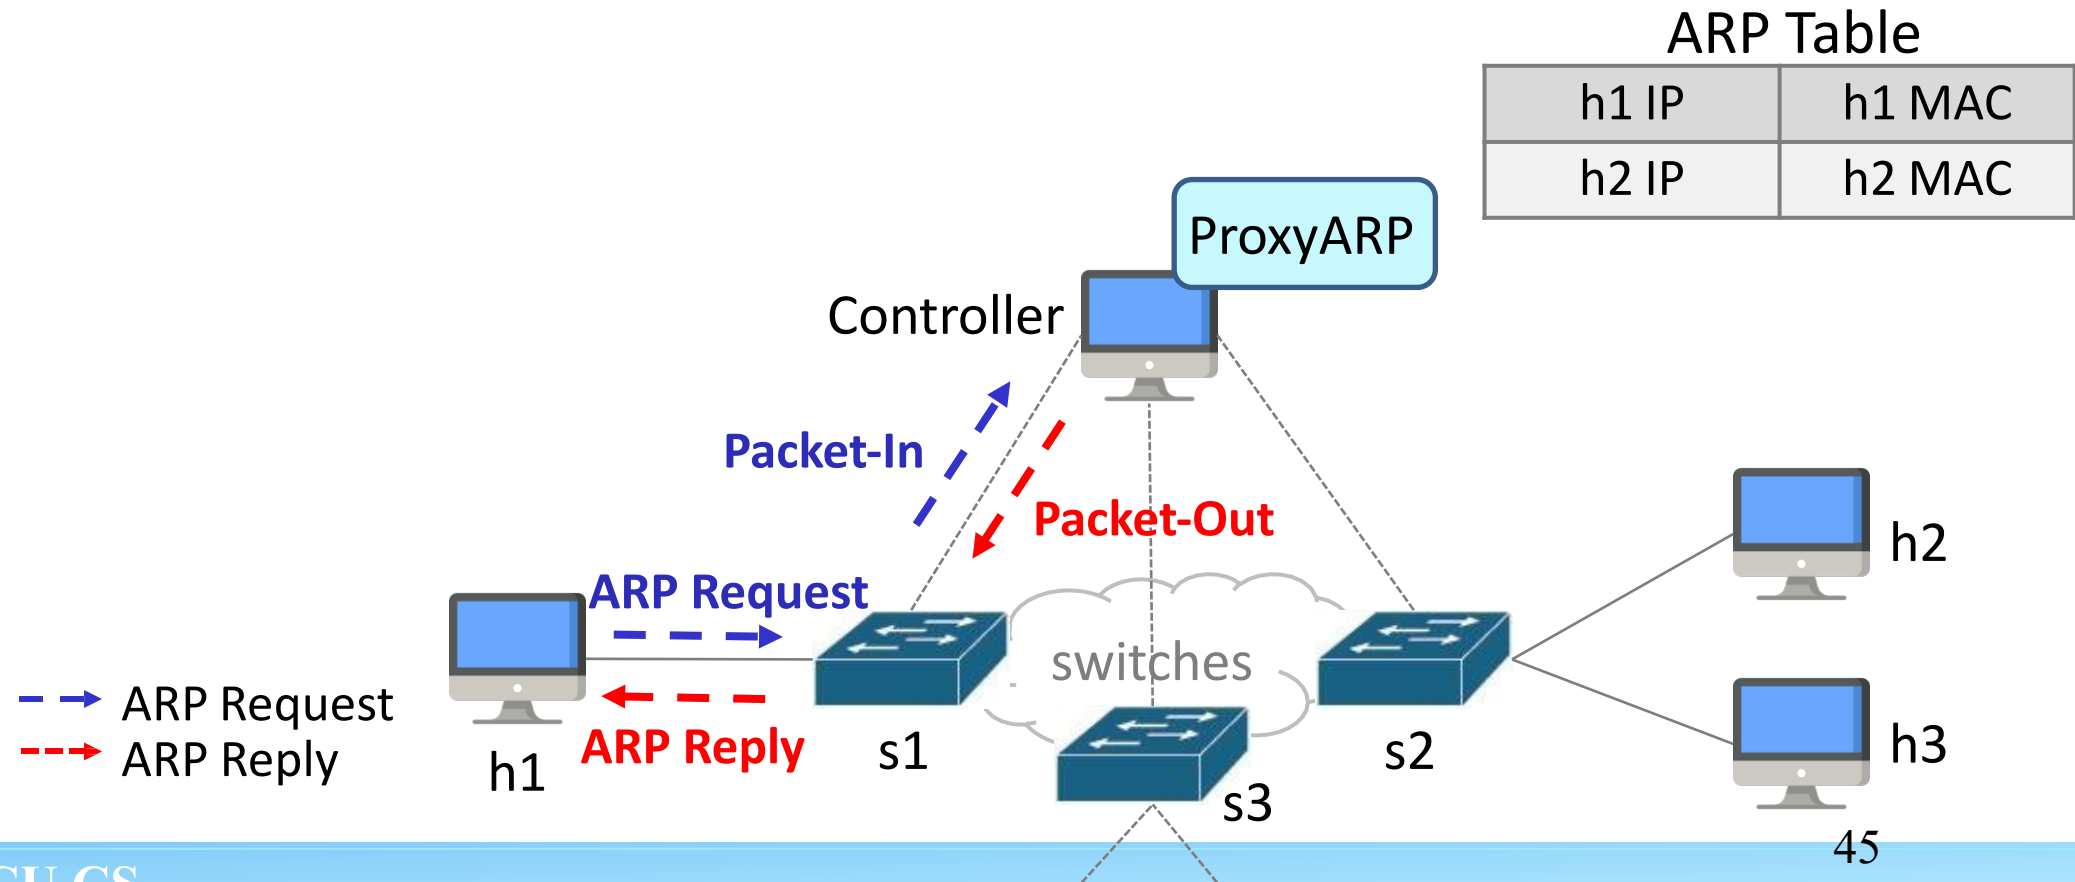 ARP Table
h1 IP h1 MAC
h2 IP h2 MAC
ProxyARP
Controller
Packet-In
Packet-Out
ARP Request
switches
h2
ARP Request
ARP Reply
ARP Reply
h1
s1
s2
s3
h3
45